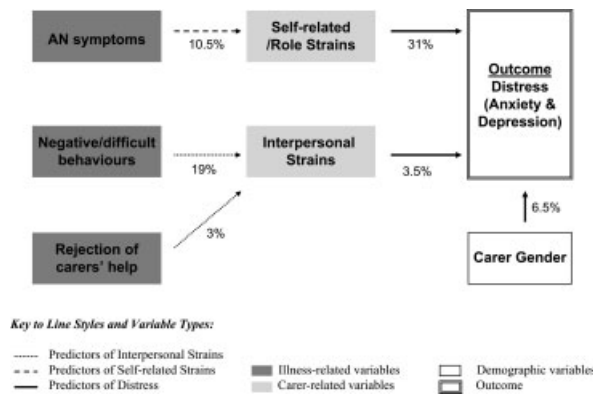 AN symptoms
10.5%
Self-related
/Role Strains
31%
Outcome
Distress
(Anxiety &
Depression)
Negative/difficult
behaviours
19%
Interpersonal
Strains
3.5%
Rejection of
carers' help
3%
6.5%
Carer Gender
Key to Line Styles and Variable Types:
Predictors of Interpersonal Strains
Predictors of Self-related Strains
Predictors of Distress
Illness-related variables
Carer-related variables
Demographic variables
Outcome